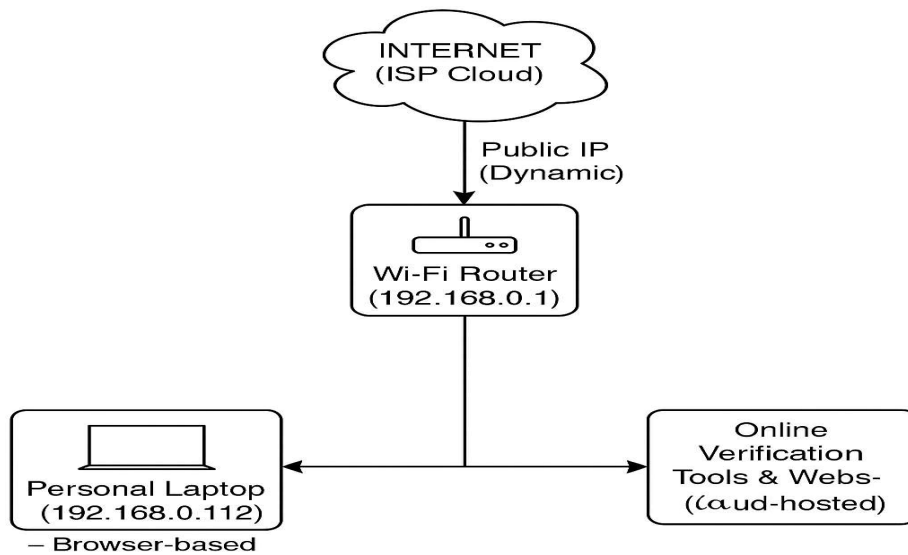 INTERNET
(ISP Cloud)
Public IP
(Dynamic)
Wi-Fi Router
(192.168.0.1)
Personal Laptop
(192.168.0.112)
– Browser-based
Online
Verification
Tools & Webs-
aud-hosted)